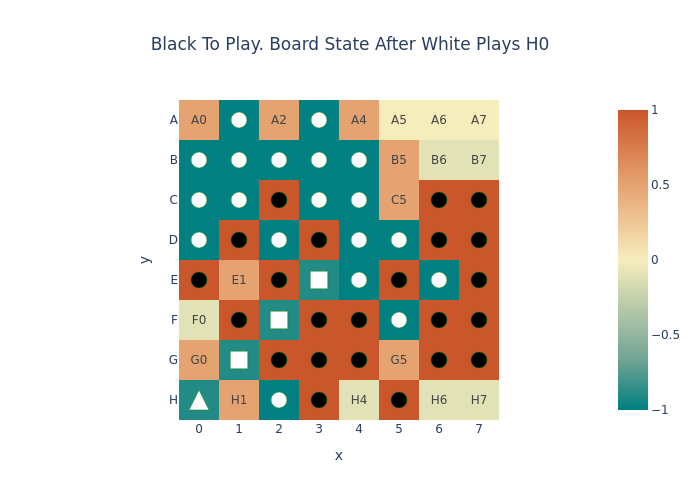 Black To Play. Board State After White Plays H0
A A0 A2 A4 A5 A6 A7
B B5 B6 B7
C C5
D
E E1
F F0
G G0 G5
H H1 H4 H6 H7
0 1 2 3 4 5 6 7
x
y
1
0.5
0
−0.5
−1